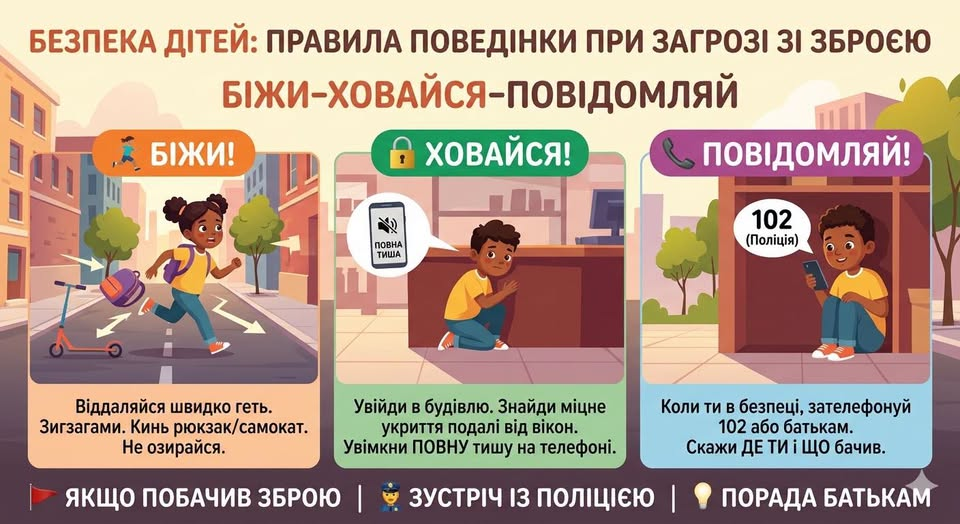 БЕЗПЕКА ДІТЕЙ: ПРАВИЛА ПОВЕДІНКИ ПРИ ЗАГРОЗІ ЗІ ЗБРОЄЮ
БІЖИ-ХОВАЙСЯ-ПОВІДОМЛЯЙ
БІЖИ!
Віддаляйся швидко геть.
Зигзагами. Кинь рюкзак/самокат.
Не озирайся.
ХОВАЙСЯ!
ПОВНА
ТИША
Увійди в будівлю. Знайди міцне
укриття подалі від вікон.
Увімкни ПОВНУ тишу на телефоні.
ПОВІДОМЛЯЙ!
102
(Поліція)
Коли ти в безпеці, зателефонуй
102 або батькам.
Скажи ДЕ ТИ і ЩО бачив.
ЯКЩО ПОБАЧИВ ЗБРОЮ | ЗУСТРІЧ ІЗ ПОЛІЦІЄЮ | ПОРАДА БАТЬКАМ